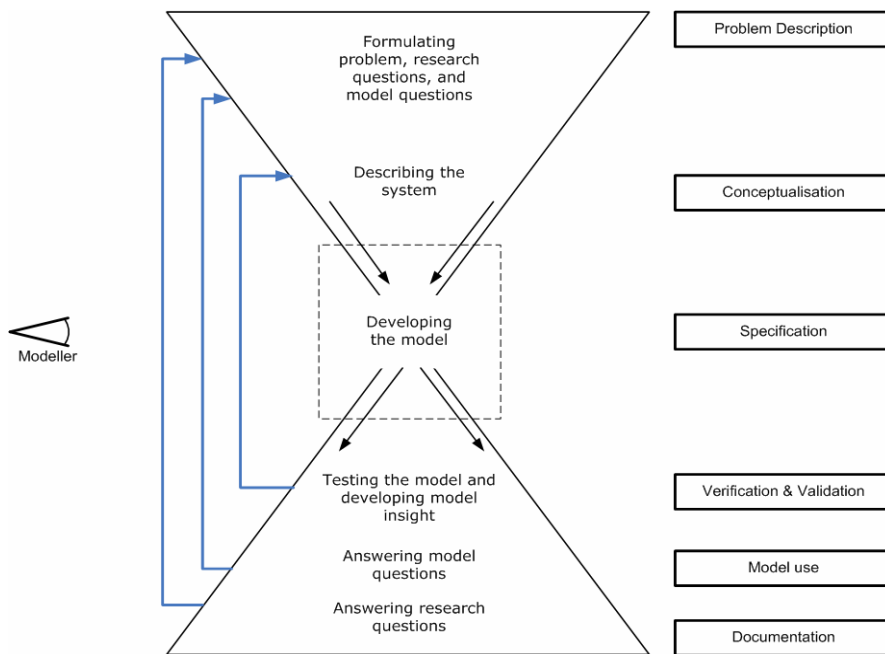 Formulating
problem, research
questions, and
model questions
Problem Description
Describing the
system
Conceptualisation
Developing
the model
Specification
Modeller
Testing the model and
developing model
insight
Verification & Validation
Answering model
questions
Model use
Answering research
questions
Documentation